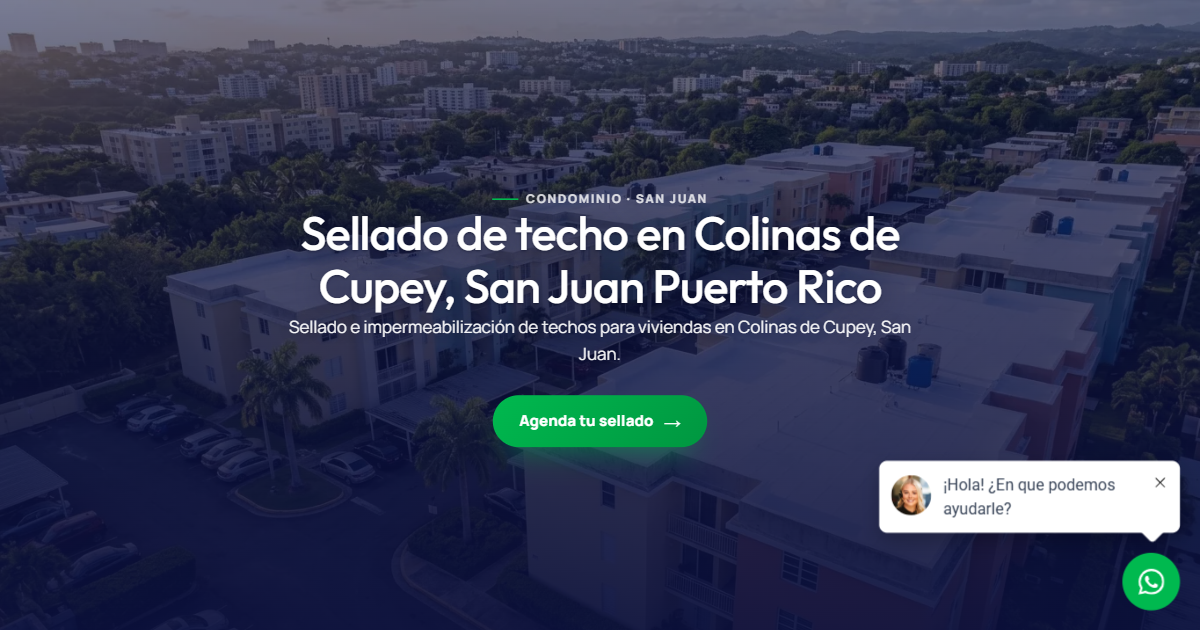 CONDOMINIO · SAN JUAN
Sellado de techo en Colinas de
Cupey, San Juan Puerto Rico
Sellado e impermeabilización de techos para viviendas en Colinas de Cupey, San
Juan.
Agenda tu sellado →
¡Hola! ¿En que podemos
ayudarle?